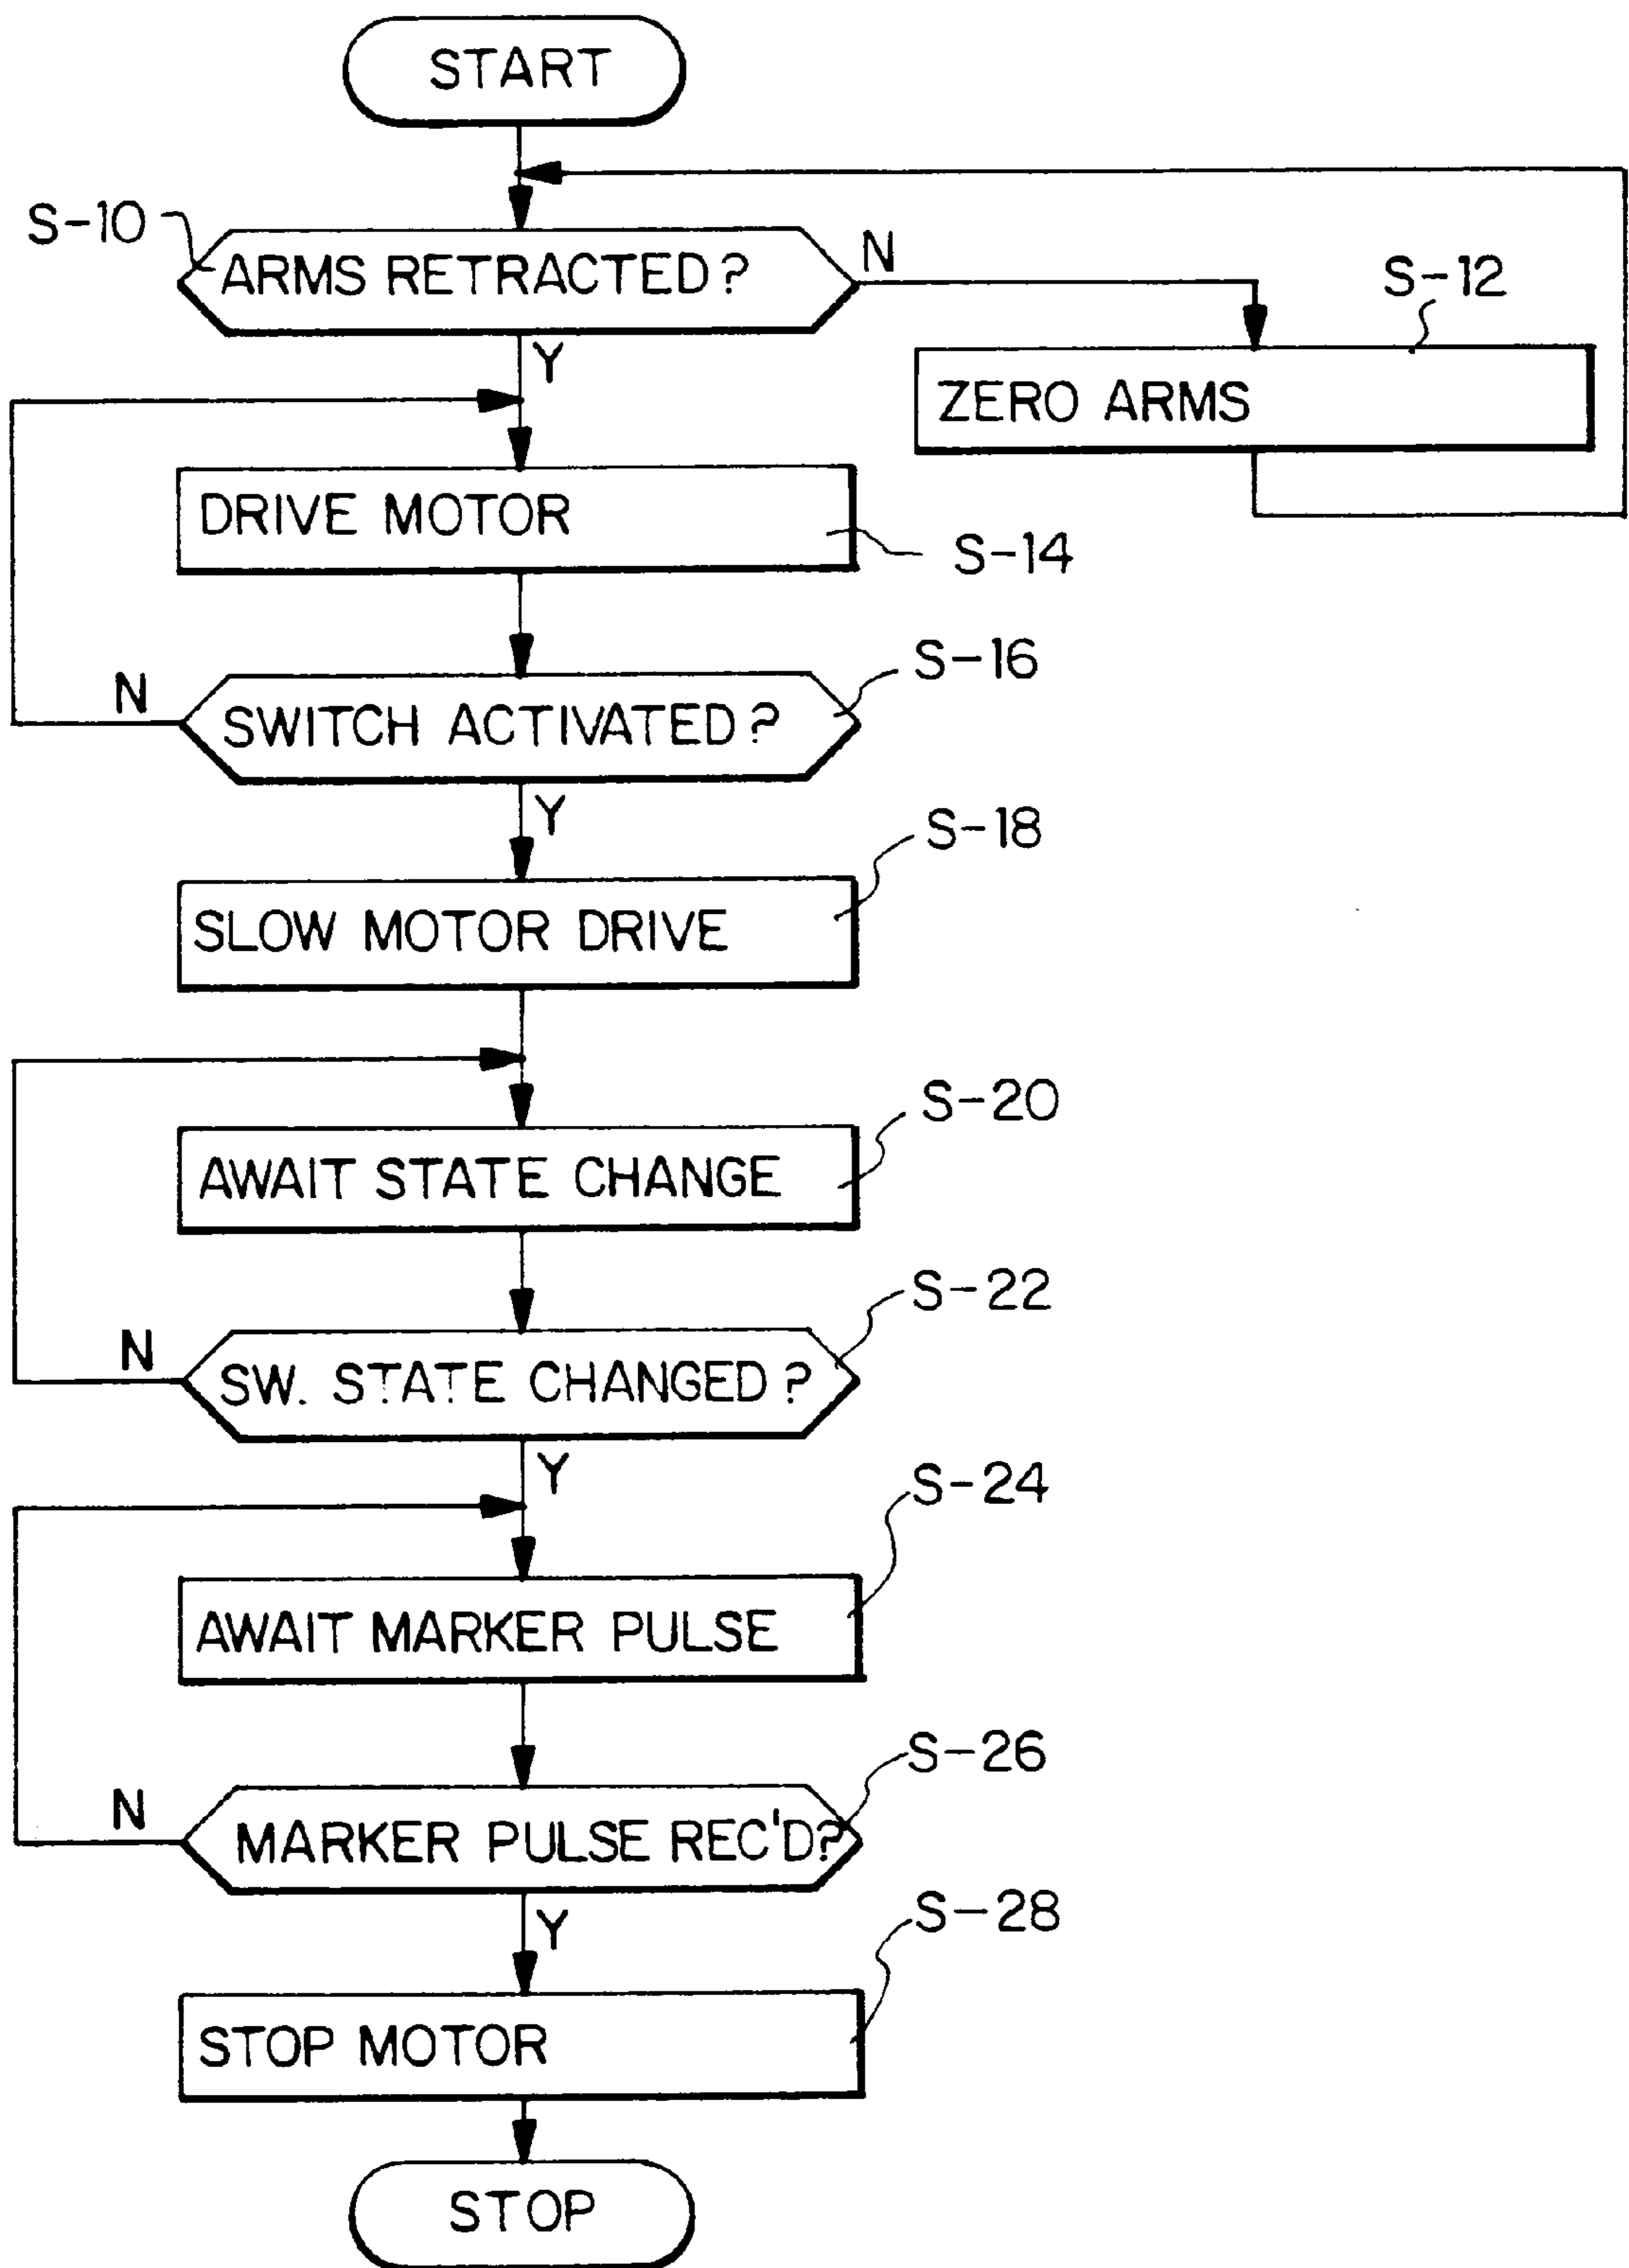 START
S-10
ARMS RETRACTED?
N
S-12
Y
ZERO ARMS
DRIVE MOTOR
S-14
S-16
N
SWITCH ACTIVATED?
Y
S-18
SLOW MOTOR DRIVE
S-20
AWAIT STATE CHANGE
S-22
N
SW. STATE CHANGED?
Y
S-24
AWAIT MARKER PULSE
S-26
N
MARKER PULSE REC'D?
Y
S-28
STOP MOTOR
STOP